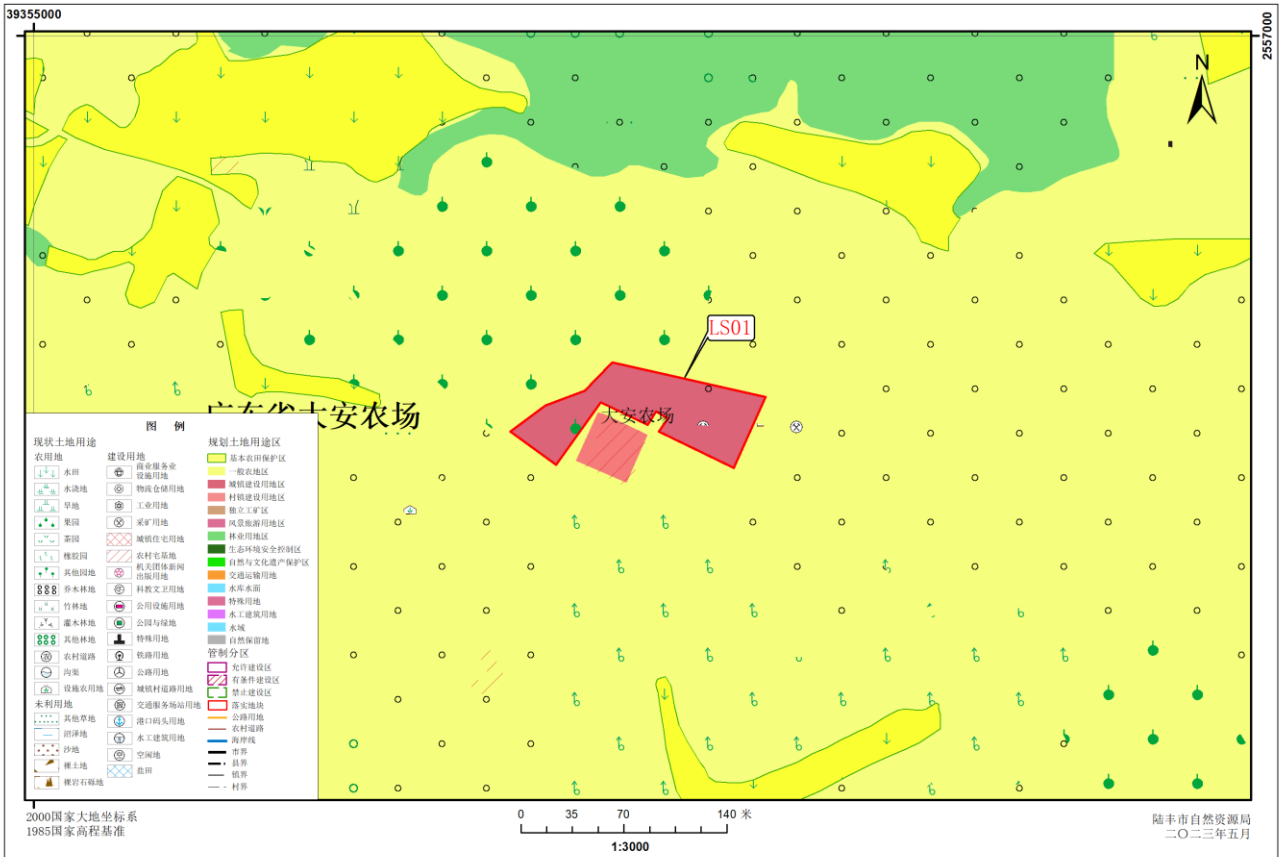 39355000
2557000
N
LS01
大安农场
广东省大安农场
图 例
现状土地用途
农用地
水田
水浇地
旱地
果园
茶园
橡胶园
其他园地
乔木林地
竹林地
灌木林地
其他林地
农村道路
沟渠
设施农用地
未利用地
其他草地
沼泽地
沙地
裸土地
裸岩石砾地
建设用地
商业服务业
设施用地
物流仓储用地
工业用地
采矿用地
城镇住宅用地
农村宅基地
机关团体新闻
出版用地
科教文卫用地
公用设施用地
公园与绿地
特殊用地
铁路用地
公路用地
城镇村道路用地
交通服务场站用地
港口码头用地
水工建筑用地
空闲地
盐田
规划土地用途区
基本农田保护区
一般农地区
城镇建设用地区
村镇建设用地区
独立工矿区
风景旅游用地区
林业用地区
生态环境安全控制区
自然与文化遗产保护区
交通运输用地
水库水面
特殊用地
水工建筑用地
水域
自然保留地
管制分区
允许建设区
有条件建设区
禁止建设区
落实地块
公路用地
农村道路
海岸线
市界
县界
镇界
村界
2000国家大地坐标系
1985国家高程基准
0 35 70 140 米
1:3000
陆丰市自然资源局
二〇二三年五月